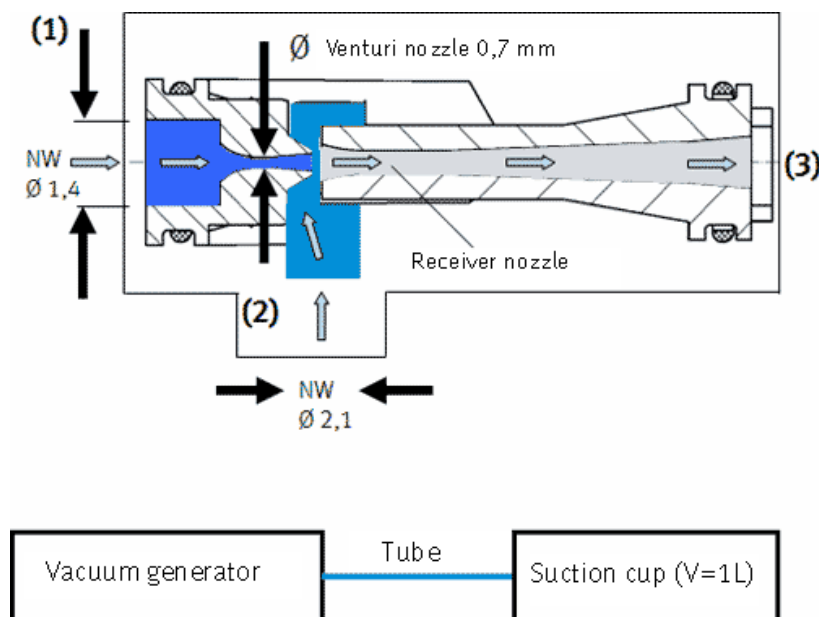 (1)
Ø Venturi nozzle 0,7 mm
NW
Ø 1,4
(3)
Receiver nozzle
(2)
NW
Ø 2,1
Vacuum generator
Tube
Suction cup (V=1L)